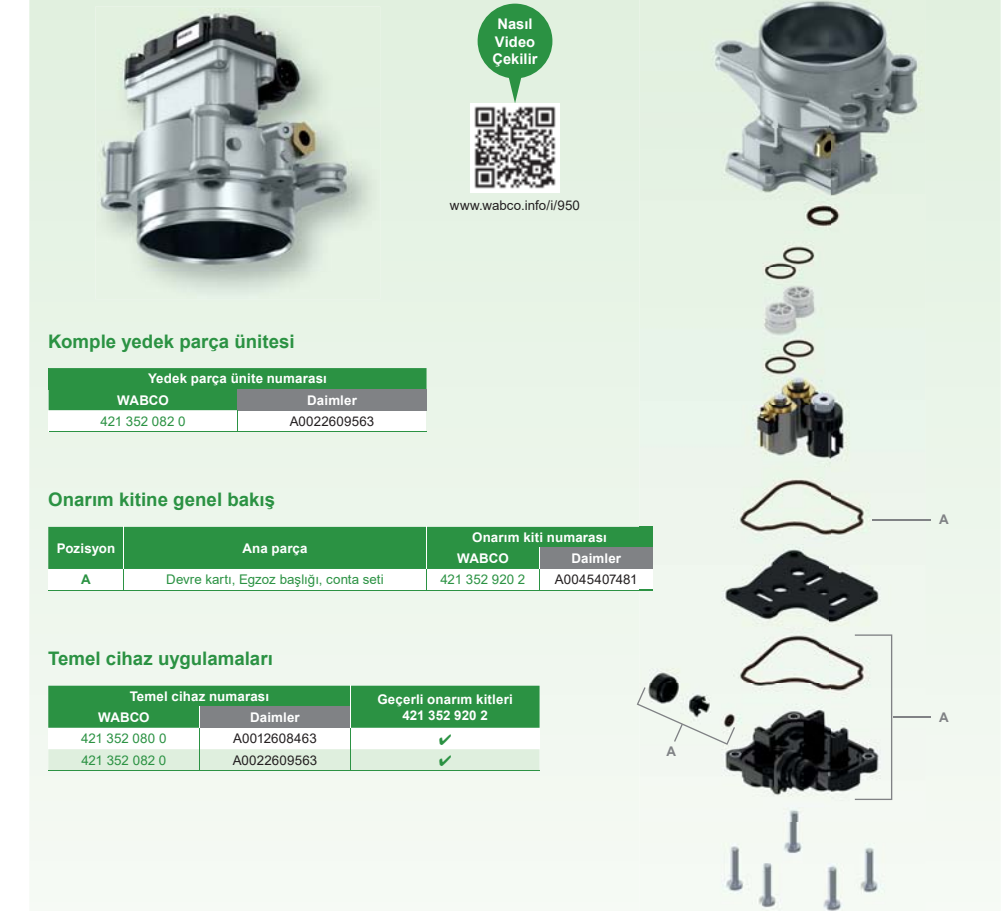 Nasıl
Video
Çekilir
www.wabco.info/i/950
Komple yedek parça ünitesi
Yedek parça ünite numarası
WABCO Daimler
421 352 082 0 A0022609563
Onarım kitine genel bakış
Pozisyon Ana parça Onarım kiti numarası
WABCO Daimler
A Devre kartı, Egzoz başlığı, conta seti 421 352 920 2 A0045407481
Temel cihaz uygulamaları
Temel cihaz numarası Geçerli onarım kitleri
WABCO Daimler 421 352 920 2
421 352 080 0 A0012608463 ✔
421 352 082 0 A0022609563 ✔
A
A
A